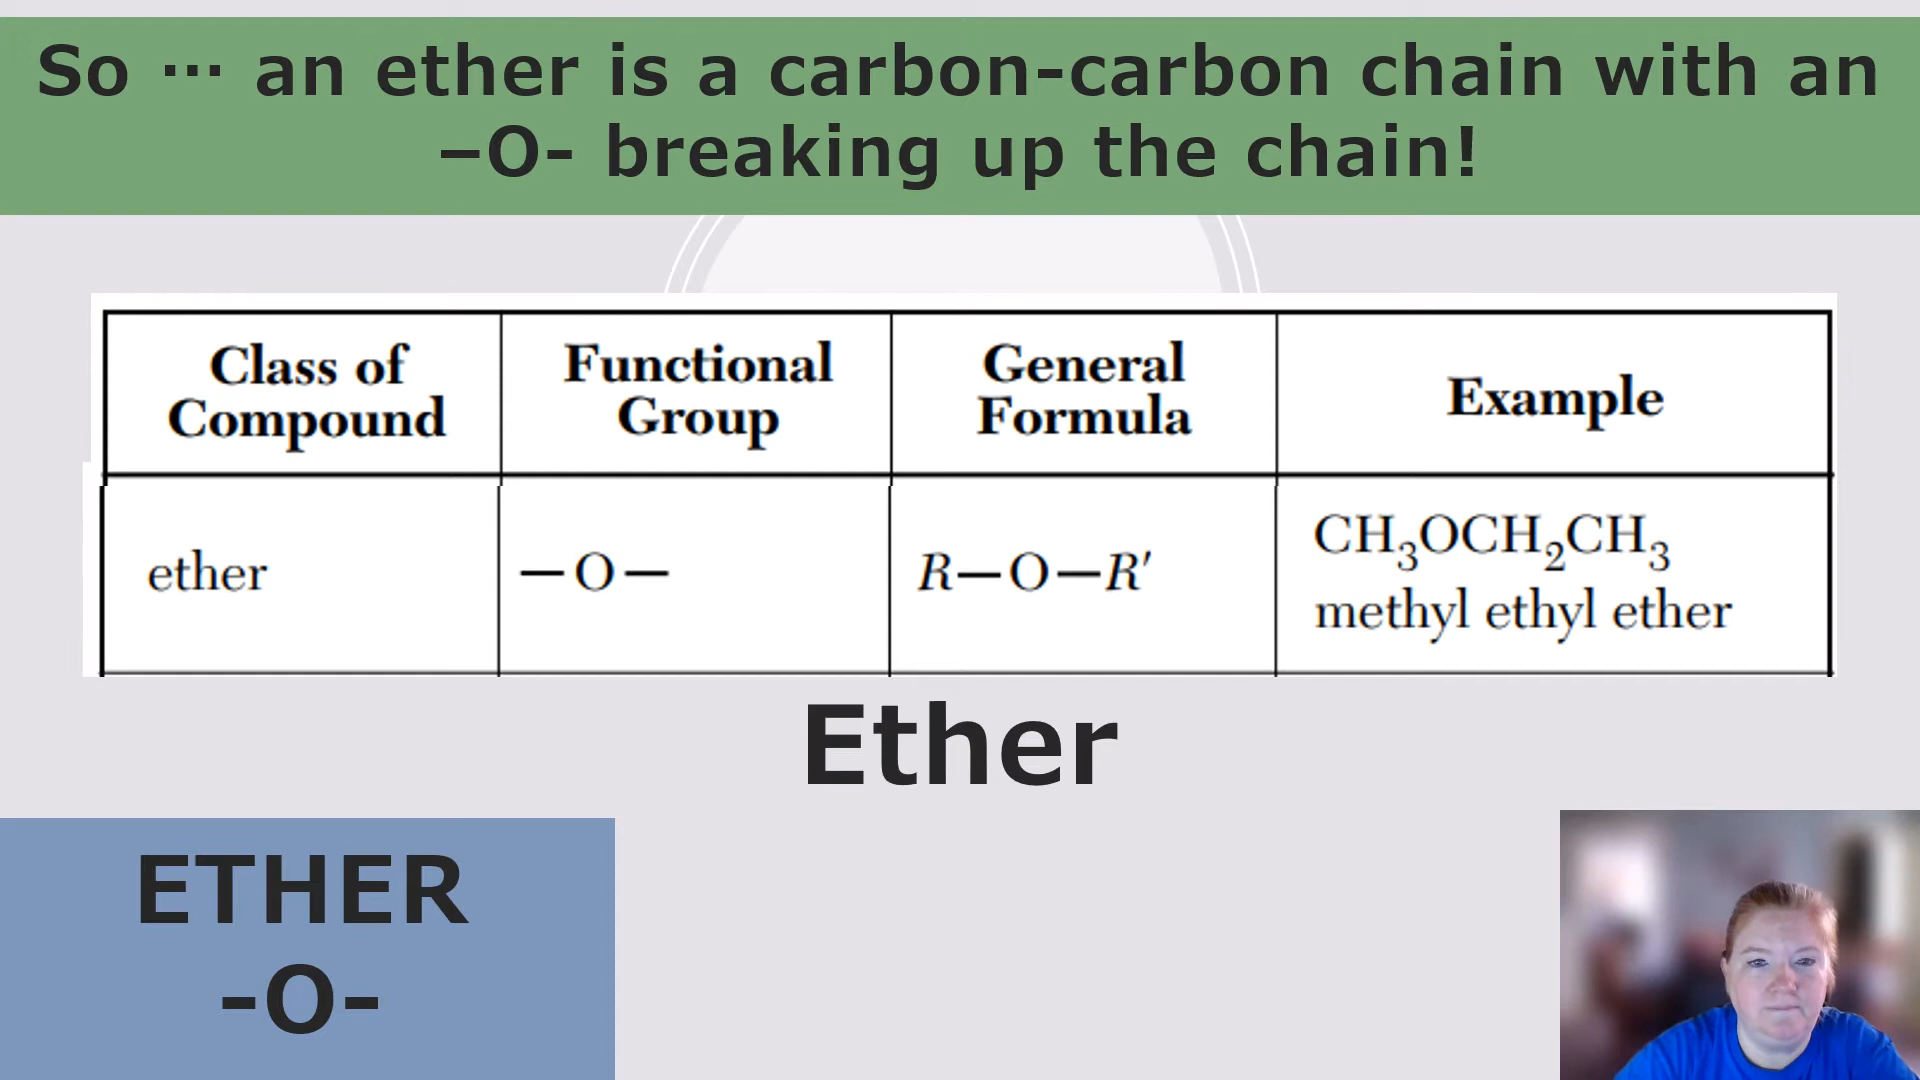 So ··· an ether is a carbon-carbon chain with an
–O- breaking up the chain!
Class of Compound
Functional Group
General Formula
Example
ether
—O—
R—O—R′
CH₃OCH₂CH₃
methyl ethyl ether
Ether
ETHER
-O-